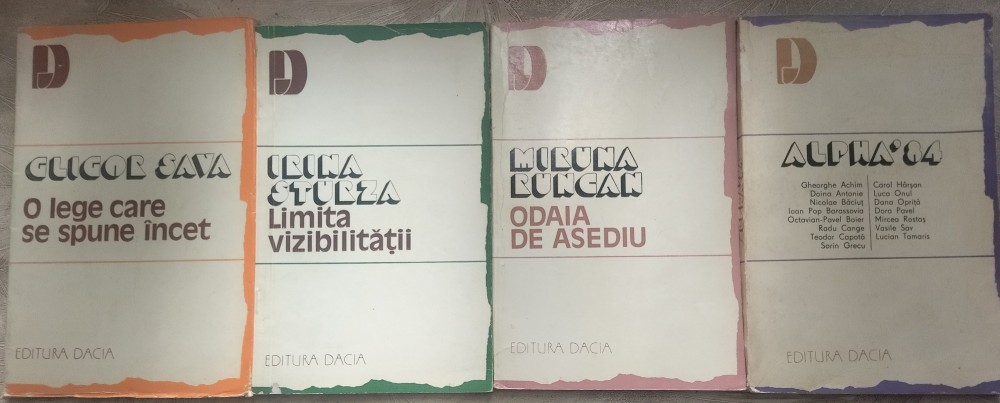 GLIGOR SAVA
O lege care
se spune încet
EDITURA DACIA
IRINA
STURZA
Limita
vizibilității
EDITURA DACIA
MIRUNA
RUNCAN
ODAIA
DE ASEDIU
EDITURA DACIA
ALPHA'84
Gheorghe Achim
Doina Antonie
Nicolae Băciuț
Ioan Pop Barassovia
Octavian-Pavel Baier
Radu Cange
Teodor Capotă
Sorin Grecu
Carol Hârșan
Luca Onul
Dana Opriță
Dora Pavel
Mircea Rostaș
Vasile Sav
Lucian Tamaris
EDITURA DACIA